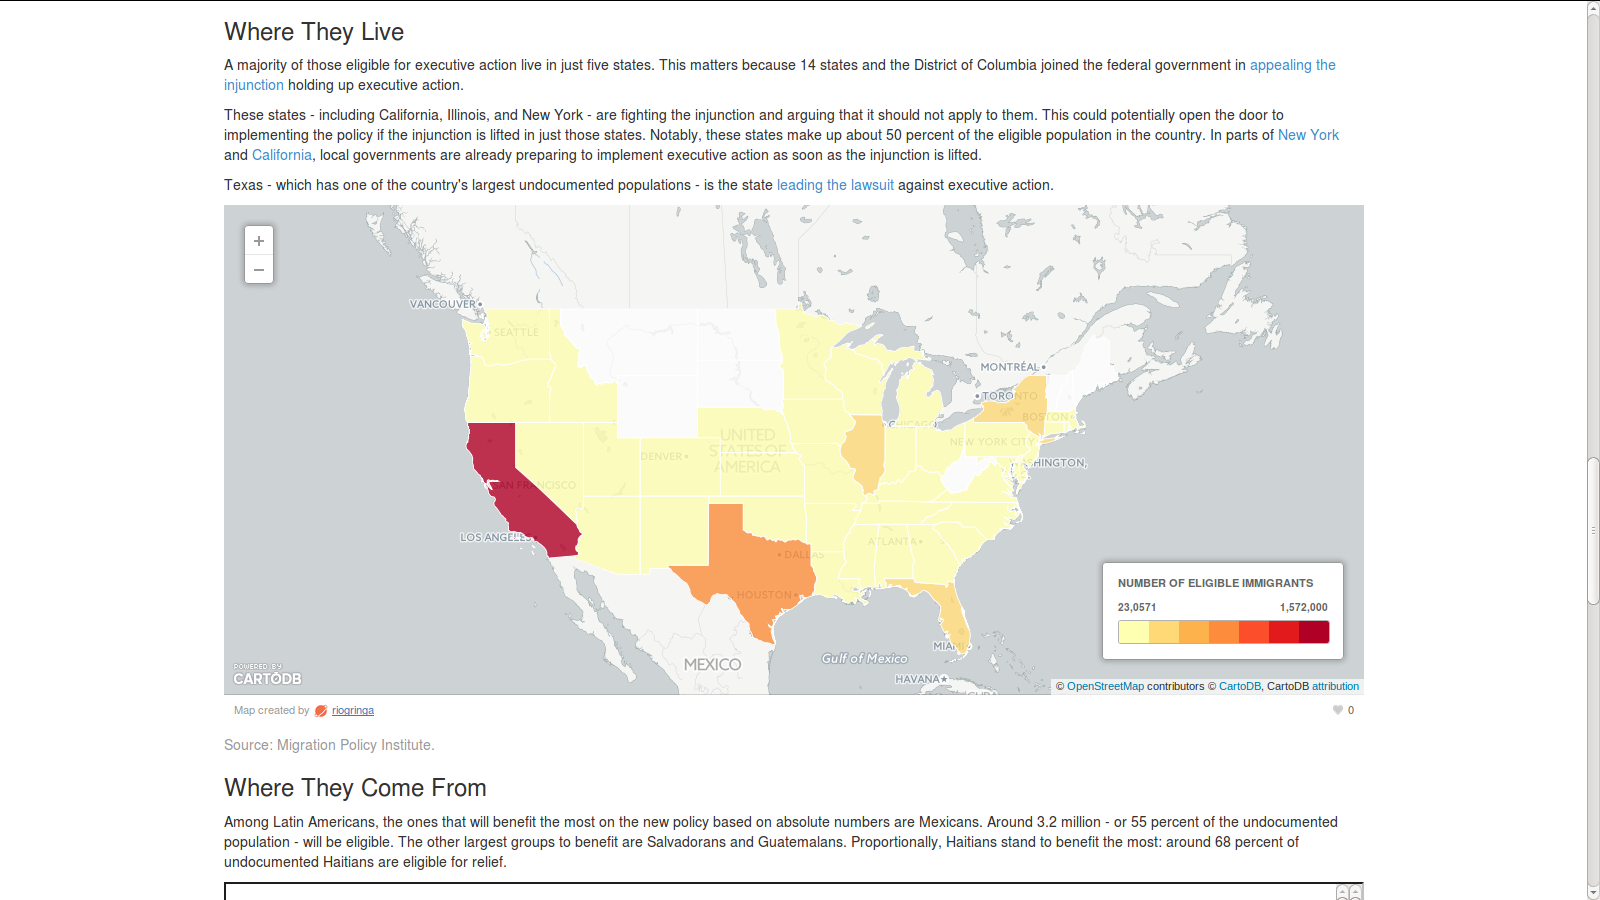 Where They Live
A majority of those eligible for executive action live in just five states. This matters because 14 states and the District of Columbia joined the federal government in appealing the
injunction holding up executive action.
These states - including California, Illinois, and New York - are fighting the injunction and arguing that it should not apply to them. This could potentially open the door to
implementing the policy if the injunction is lifted in just those states. Notably, these states make up about 50 percent of the eligible population in the country. In parts of New York
and California, local governments are already preparing to implement executive action as soon as the injunction is lifted.
Texas - which has one of the country's largest undocumented populations - is the state leading the lawsuit against executive action.
+
−
VANCOUVER
SEATTLE
MONTRÉAL
TORONTO
BOSTON
CHICAGO
UNITED
STATES OF
AMERICA
NEW YORK CITY
DENVER
SHINGTON,
SAN FRANCISCO
LOS ANGELES
ATLANTA
DALLAS
HOUSTON
NUMBER OF ELIGIBLE IMMIGRANTS
23,0571 1,572,000
MIAMI
Gulf of Mexico
MEXICO
HAVANA
CUBA
POWERED BY
CARTODB
© OpenStreetMap contributors © CartoDB, CartoDB attribution
Map created by riogringa
0
Source: Migration Policy Institute.
Where They Come From
Among Latin Americans, the ones that will benefit the most on the new policy based on absolute numbers are Mexicans. Around 3.2 million - or 55 percent of the undocumented
population - will be eligible. The other largest groups to benefit are Salvadorans and Guatemalans. Proportionally, Haitians stand to benefit the most: around 68 percent of
undocumented Haitians are eligible for relief.